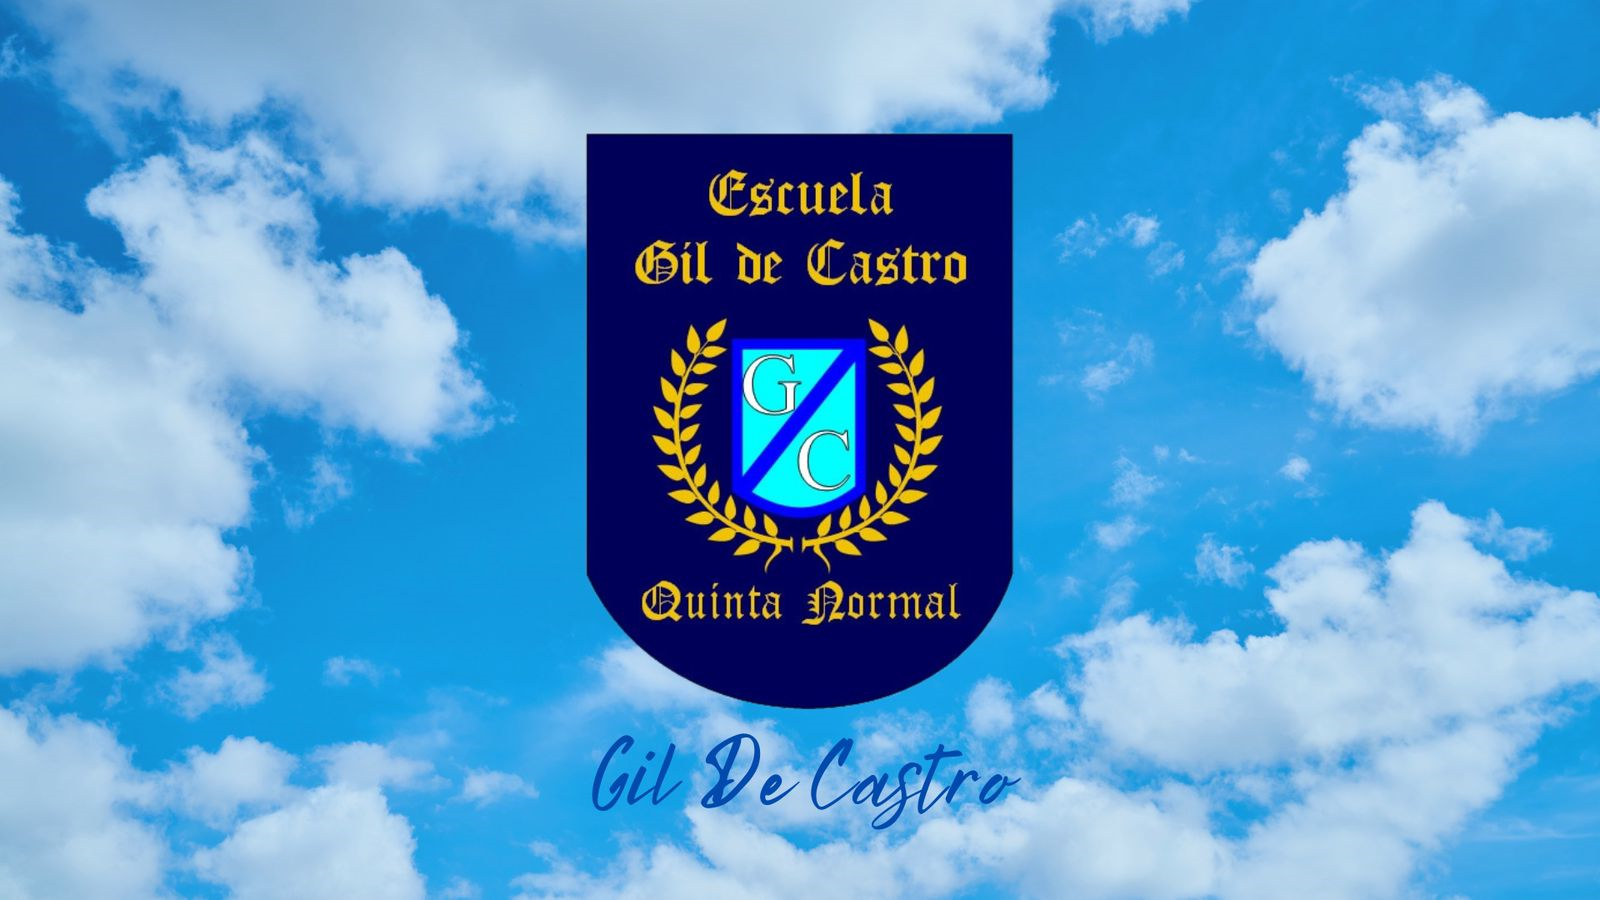 Escuela
Gil de Castro
G
C
Quinta Normal
Gil De Castro